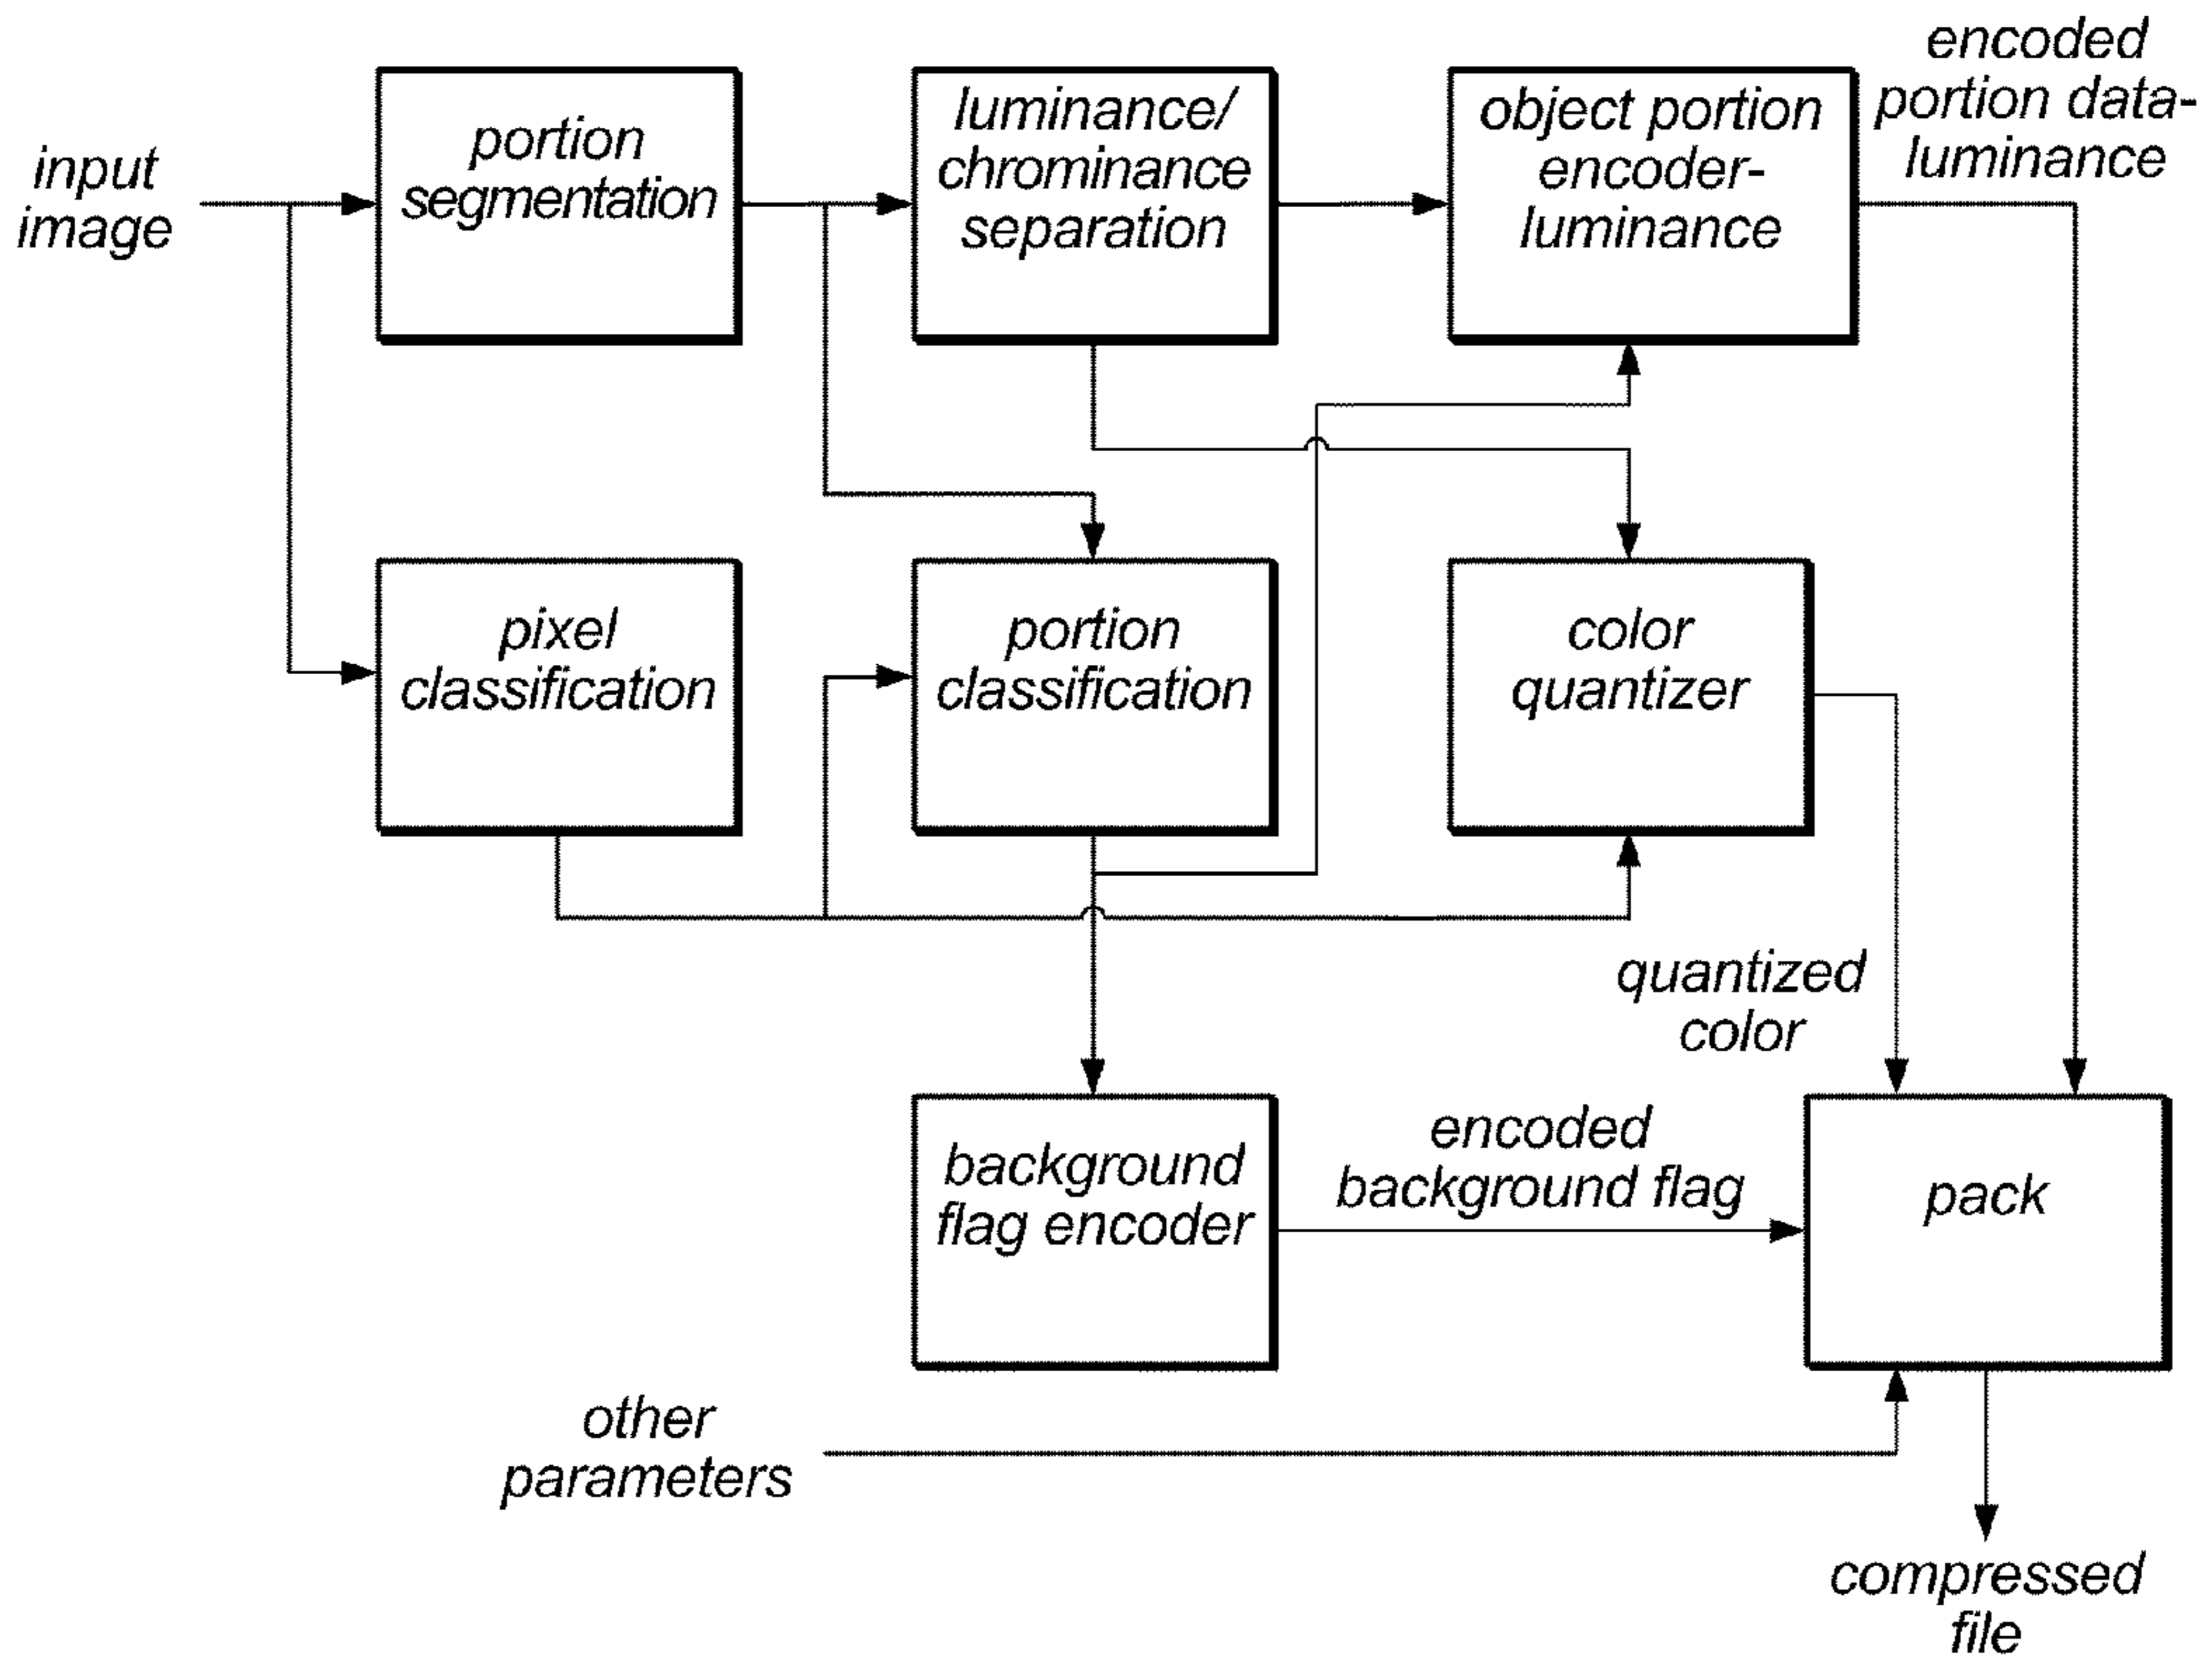 input
image
portion
segmentation
luminance/
chrominance
separation
object portion
encoder-
luminance
encoded
portion data-
luminance
pixel
classification
portion
classification
color
quantizer
quantized
color
background
flag encoder
encoded
background flag
pack
other
parameters
compressed
file